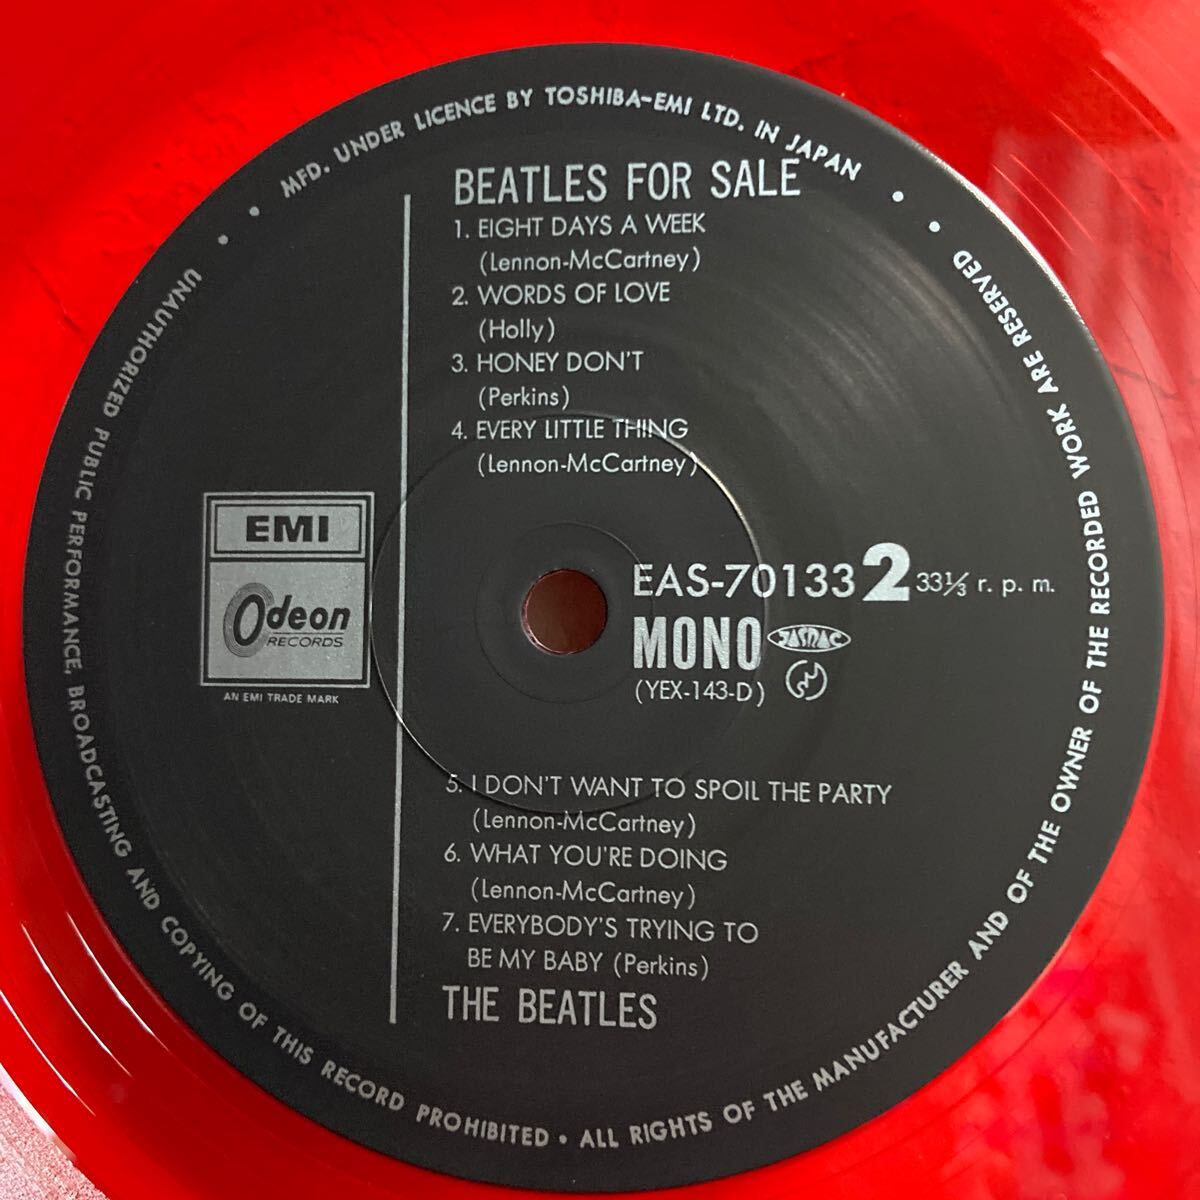 MFD. UNDER LICENCE BY TOSHIBA-EMI LTD. IN JAPAN
BEATLES FOR SALE
1. EIGHT DAYS A WEEK
(Lennon-McCartney)
2. WORDS OF LOVE
(Holly)
3. HONEY DON'T
(Perkins)
4. EVERY LITTLE THING
(Lennon-McCartney)
EMI
Odeon
RECORDS
AN EMI TRADE MARK
EAS-70133 2 33⅓ r. p. m.
MONO JASRAC
(YEX-143-D)
5. I DON'T WANT TO SPOIL THE PARTY
(Lennon-McCartney)
6. WHAT YOU'RE DOING
(Lennon-McCartney)
7. EVERYBODY'S TRYING TO
BE MY BABY (Perkins)
THE BEATLES
UNAUTHORIZED PUBLIC PERFORMANCE, BROADCASTING AND COPYING OF THIS RECORD PROHIBITED • ALL RIGHTS OF THE MANUFACTURER AND OF THE OWNER OF THE RECORDED WORK ARE RESERVED